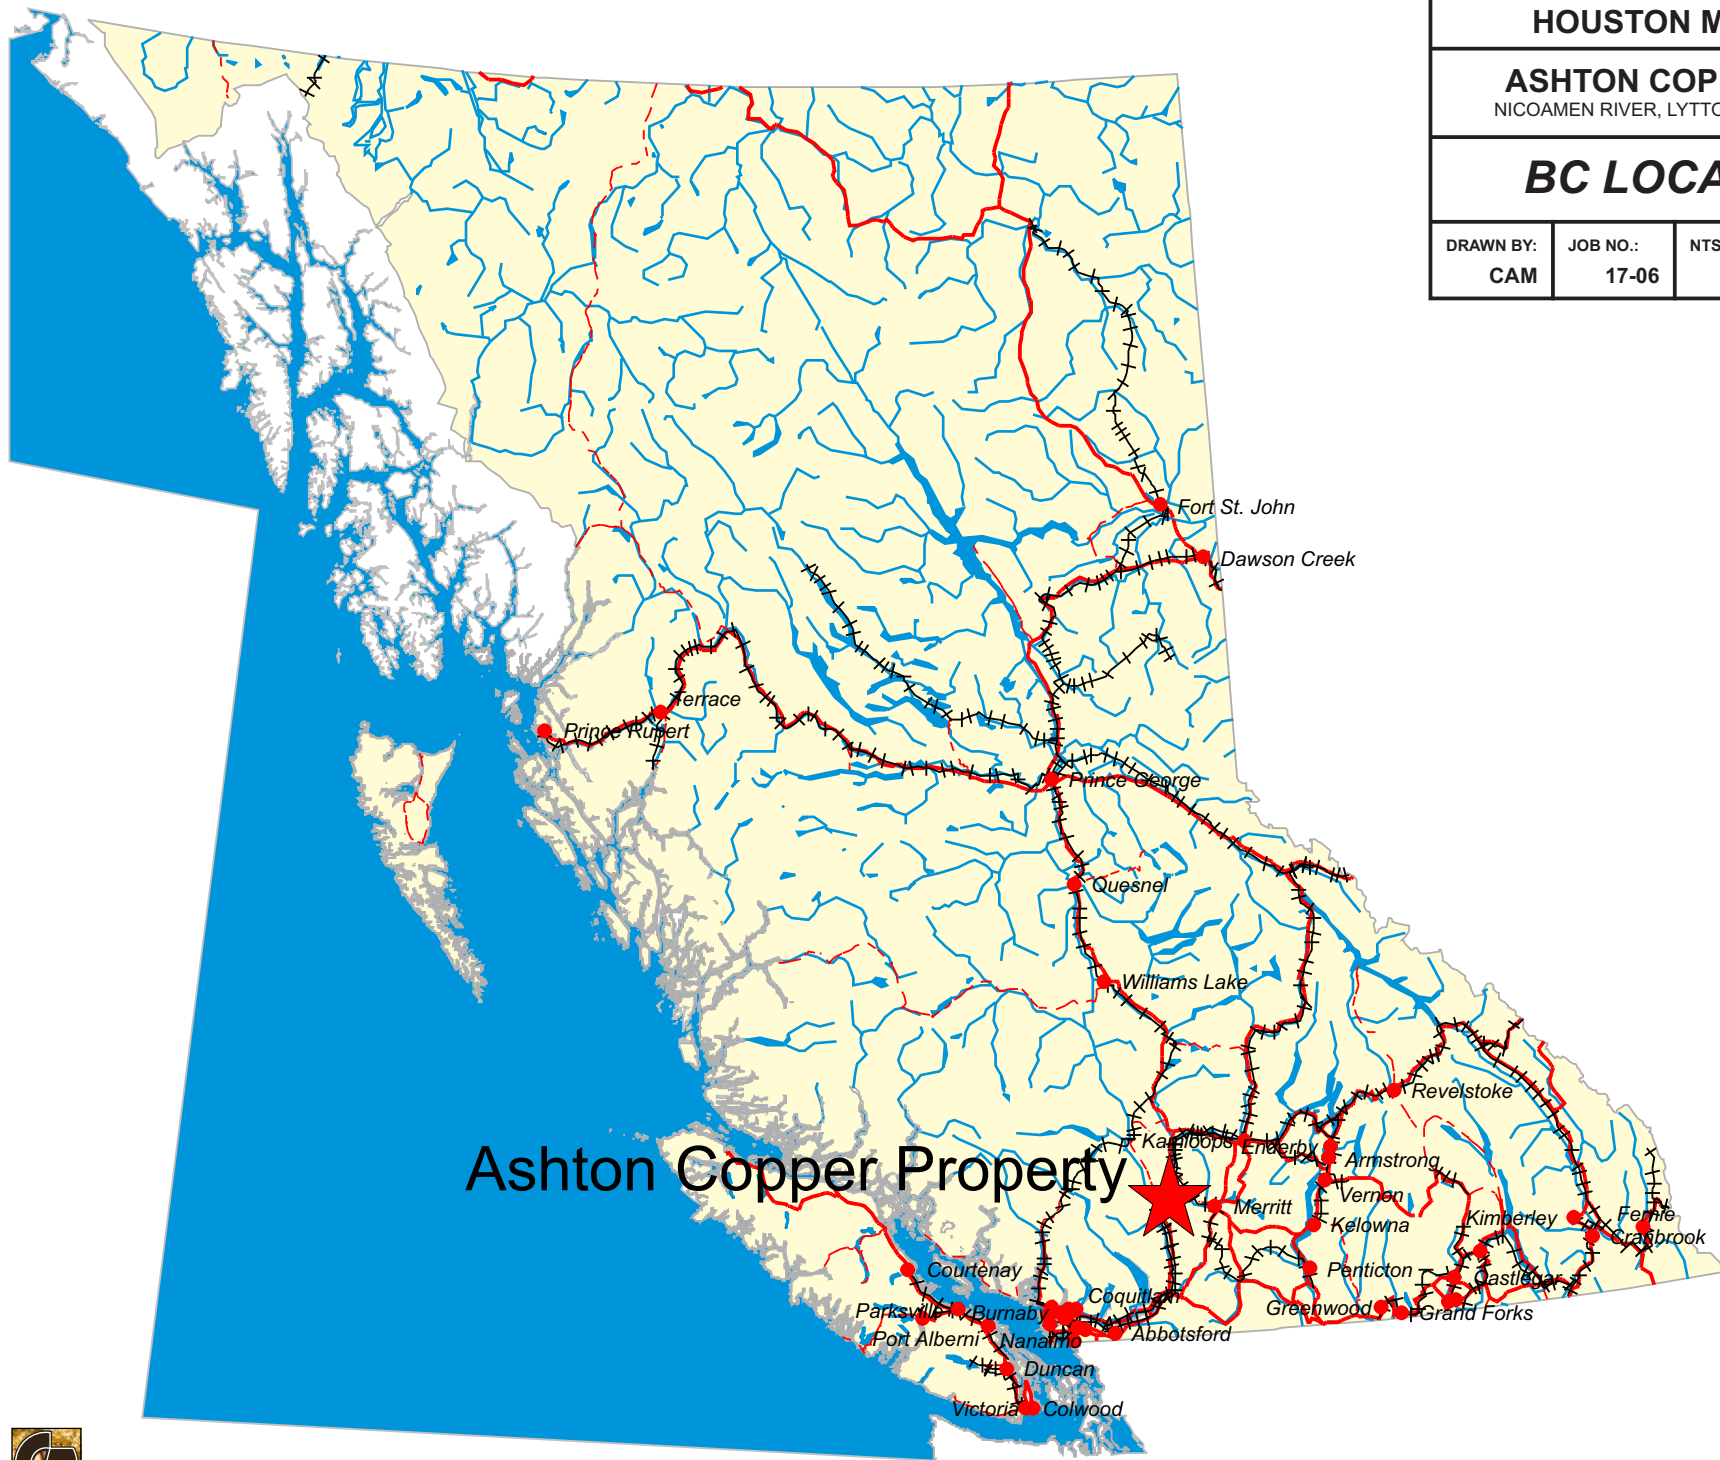 HOUSTON M
ASHTON COP
NICOAMEN RIVER, LYTTO
BC LOCA
DRAWN BY:
CAM
JOB NO.:
17-06
NTS
Fort St. John
Dawson Creek
Terrace
Prince Rupert
Prince George
Quesnel
Williams Lake
Revelstoke
Kamloops
Enderby
Armstrong
Ashton Copper Property
Vernon
Merritt
Kelowna
Kimberley
Fernie
Cranbrook
Courtenay
Penticton
Castlegar
Coquitlam
Parksville
Burnaby
Greenwood
Grand Forks
Port Alberni
Nanaimo
Abbotsford
Duncan
Victoria
Colwood